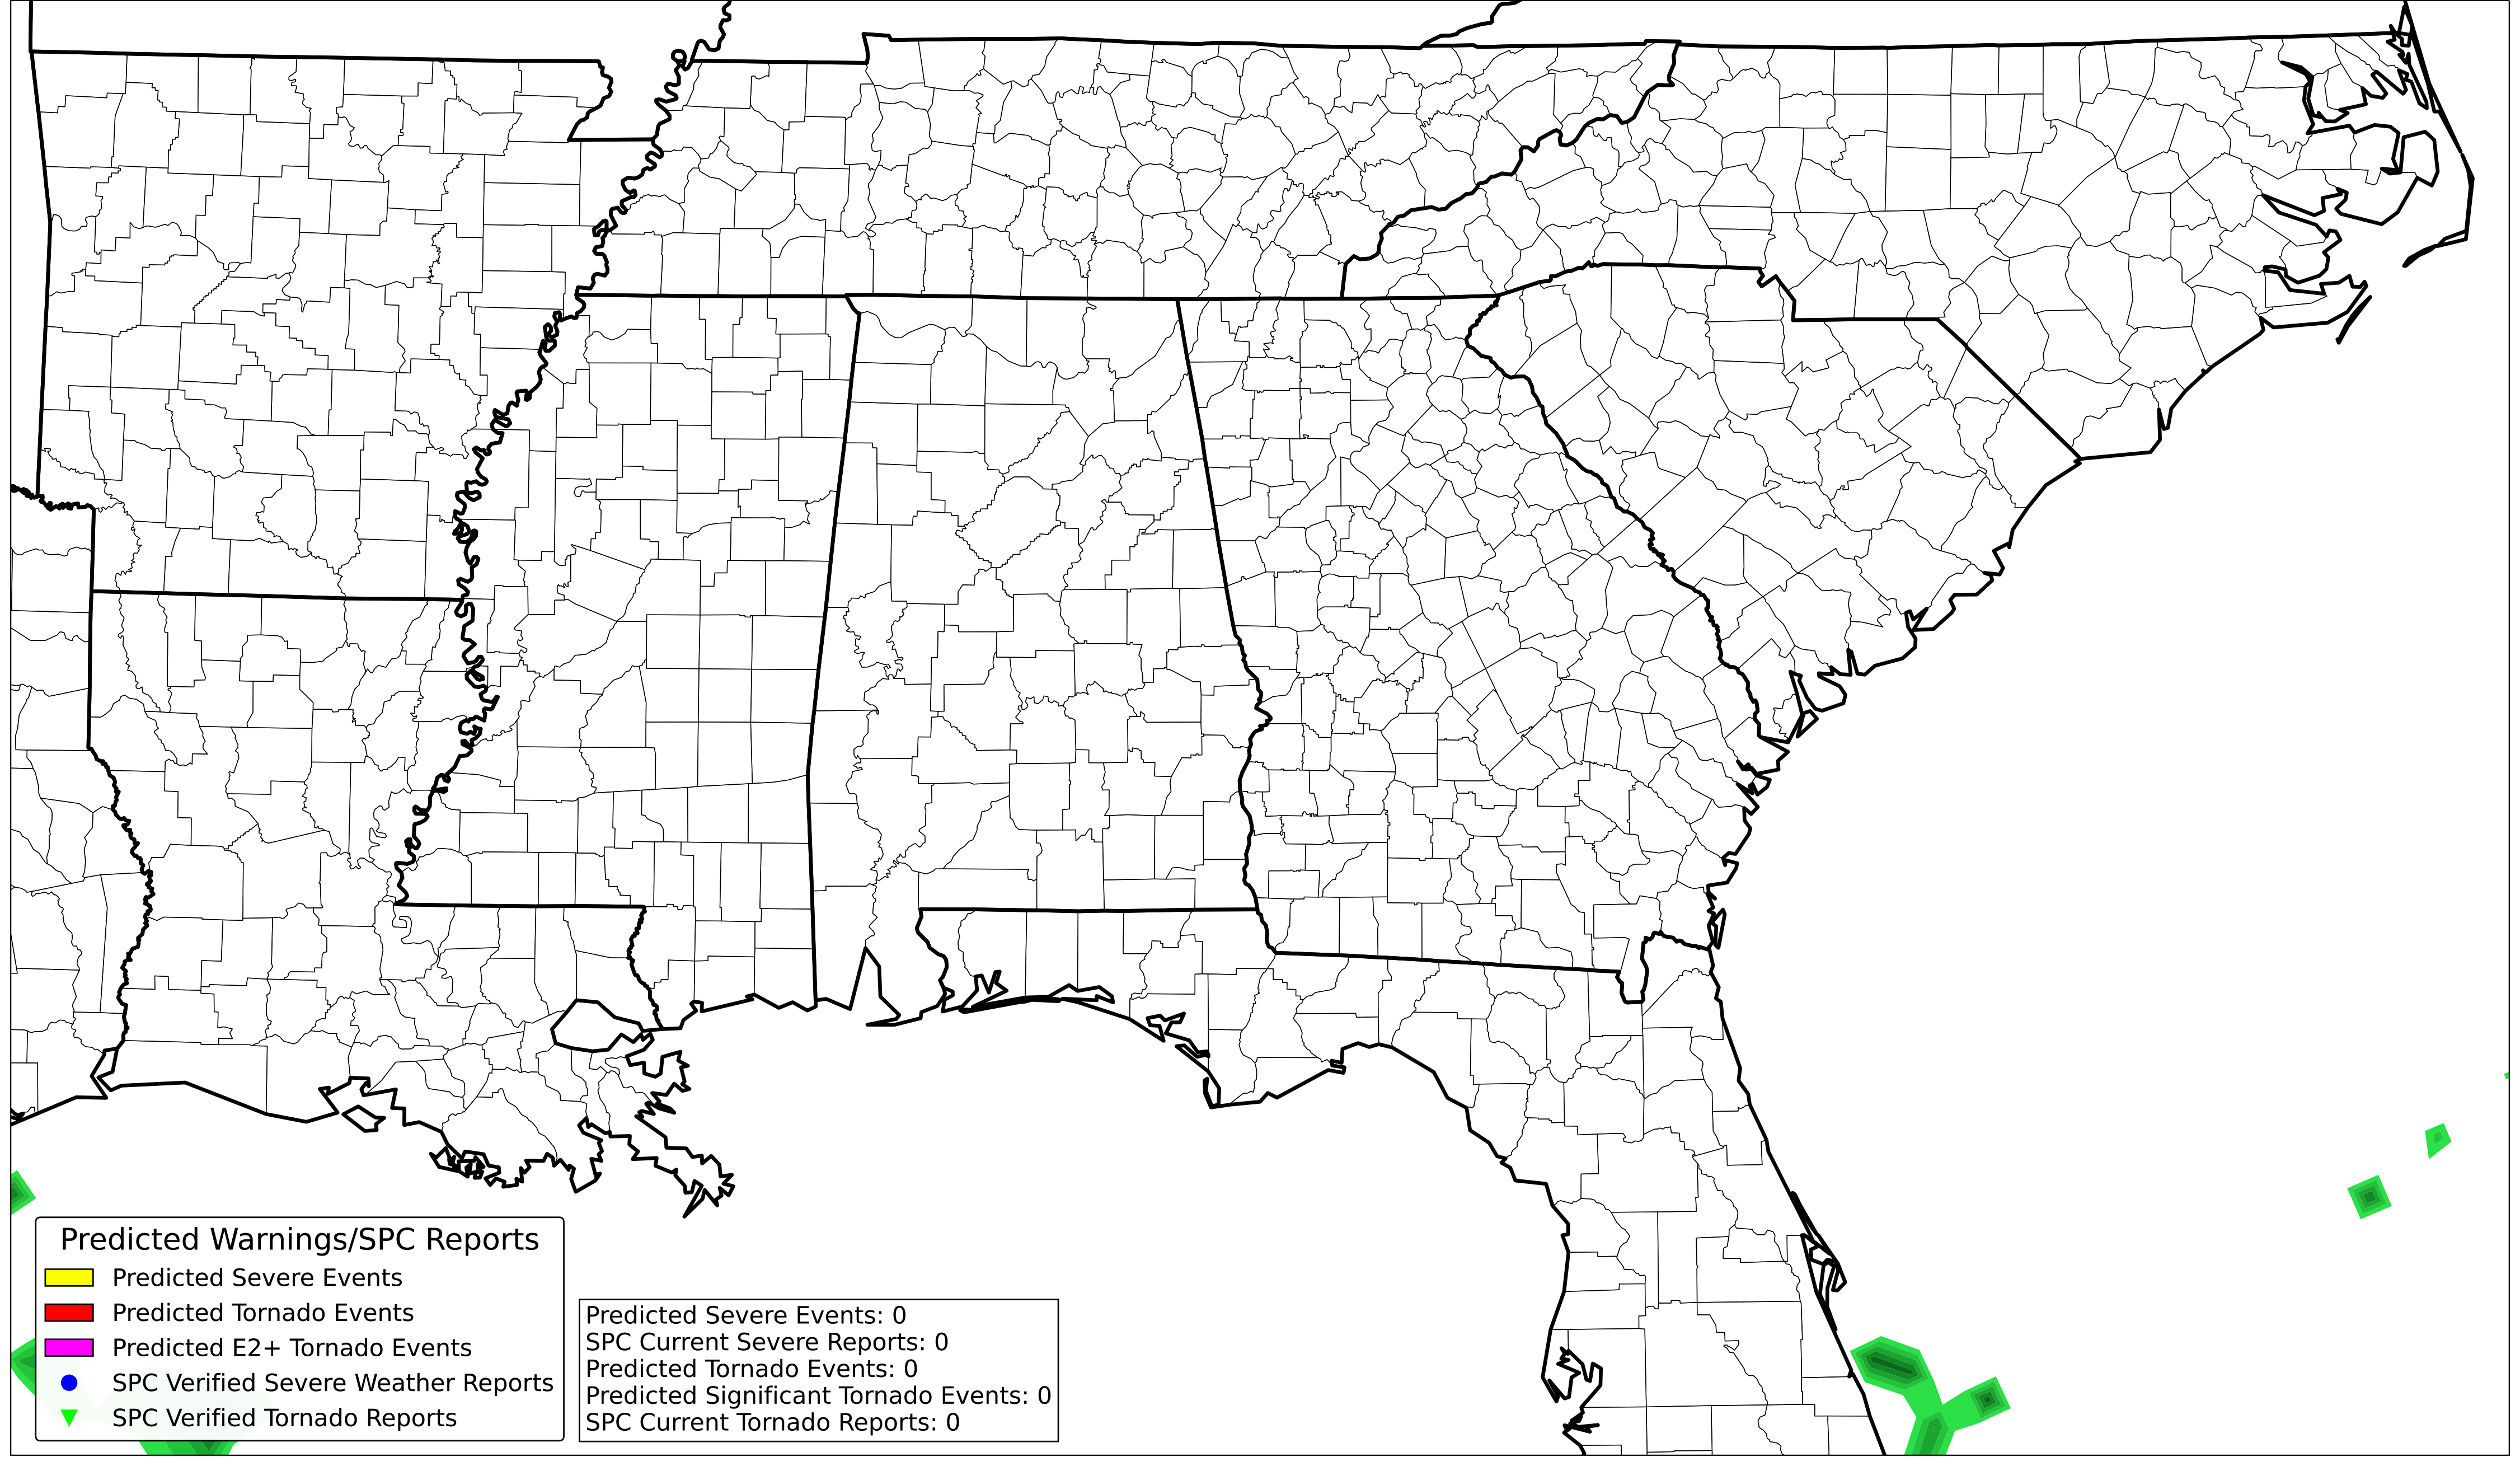 Predicted Warnings/SPC Reports
Predicted Severe Events
Predicted Tornado Events
Predicted E2+ Tornado Events
SPC Verified Severe Weather Reports
SPC Verified Tornado Reports
Predicted Severe Events: 0
SPC Current Severe Reports: 0
Predicted Tornado Events: 0
Predicted Significant Tornado Events: 0
SPC Current Tornado Reports: 0